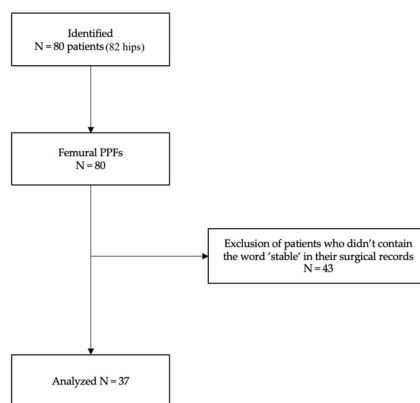 Identified
N = 80 patients (82 hips)
Femural PPFs
N = 80
Exclusion of patients who didn't contain
the word 'stable' in their surgical records
N = 43
Analyzed N = 37